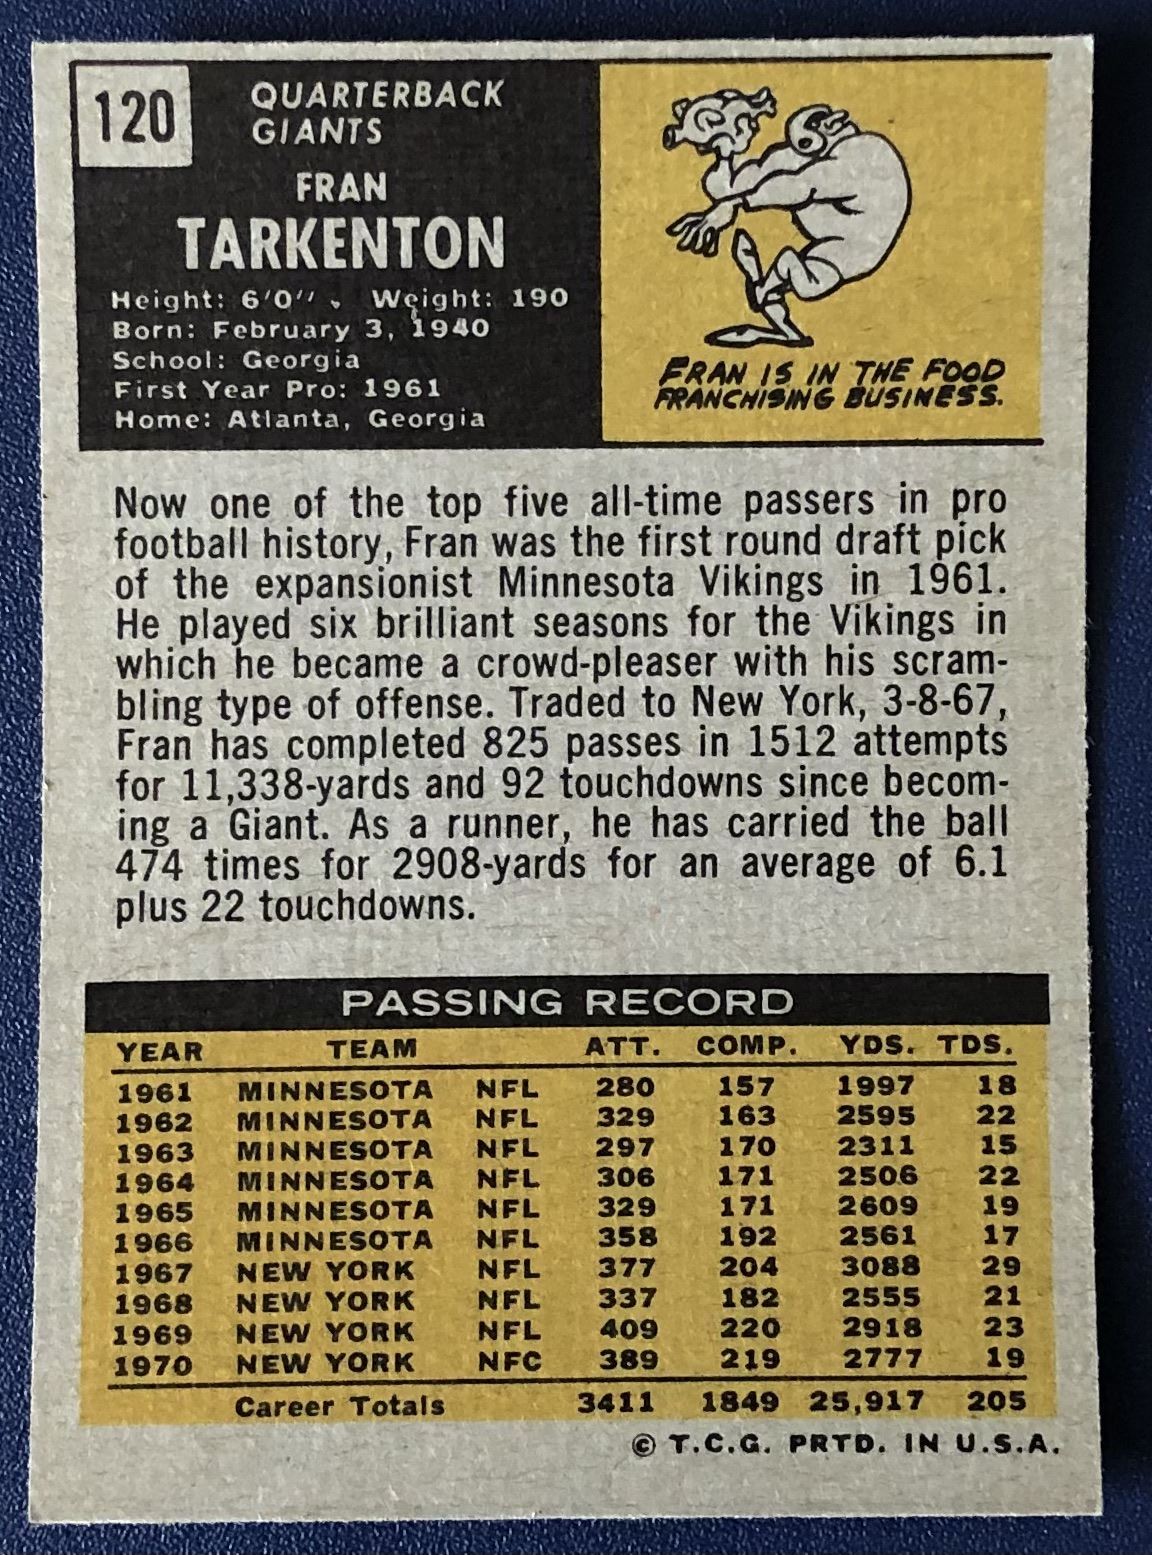 120
QUARTERBACK
GIANTS
FRAN
TARKENTON
Height: 6'0" Weight: 190
Born: February 3, 1940
School: Georgia
First Year Pro: 1961
Home: Atlanta, Georgia
FRAN IS IN THE FOOD
FRANCHISING BUSINESS.
Now one of the top five all-time passers in pro
football history, Fran was the first round draft pick
of the expansionist Minnesota Vikings in 1961.
He played six brilliant seasons for the Vikings in
which he became a crowd-pleaser with his scram-
bling type of offense. Traded to New York, 3-8-67,
Fran has completed 825 passes in 1512 attempts
for 11,338-yards and 92 touchdowns since becom-
ing a Giant. As a runner, he has carried the ball
474 times for 2908-yards for an average of 6.1
plus 22 touchdowns.
PASSING RECORD
YEAR TEAM ATT. COMP. YDS. TDS.
1961 MINNESOTA NFL 280 157 1997 18
1962 MINNESOTA NFL 329 163 2595 22
1963 MINNESOTA NFL 297 170 2311 15
1964 MINNESOTA NFL 306 171 2506 22
1965 MINNESOTA NFL 329 171 2609 19
1966 MINNESOTA NFL 358 192 2561 17
1967 NEW YORK NFL 377 204 3088 29
1968 NEW YORK NFL 337 182 2555 21
1969 NEW YORK NFL 409 220 2918 23
1970 NEW YORK NFC 389 219 2777 19
Career Totals 3411 1849 25,917 205
© T.C.G. PRTD. IN U.S.A.